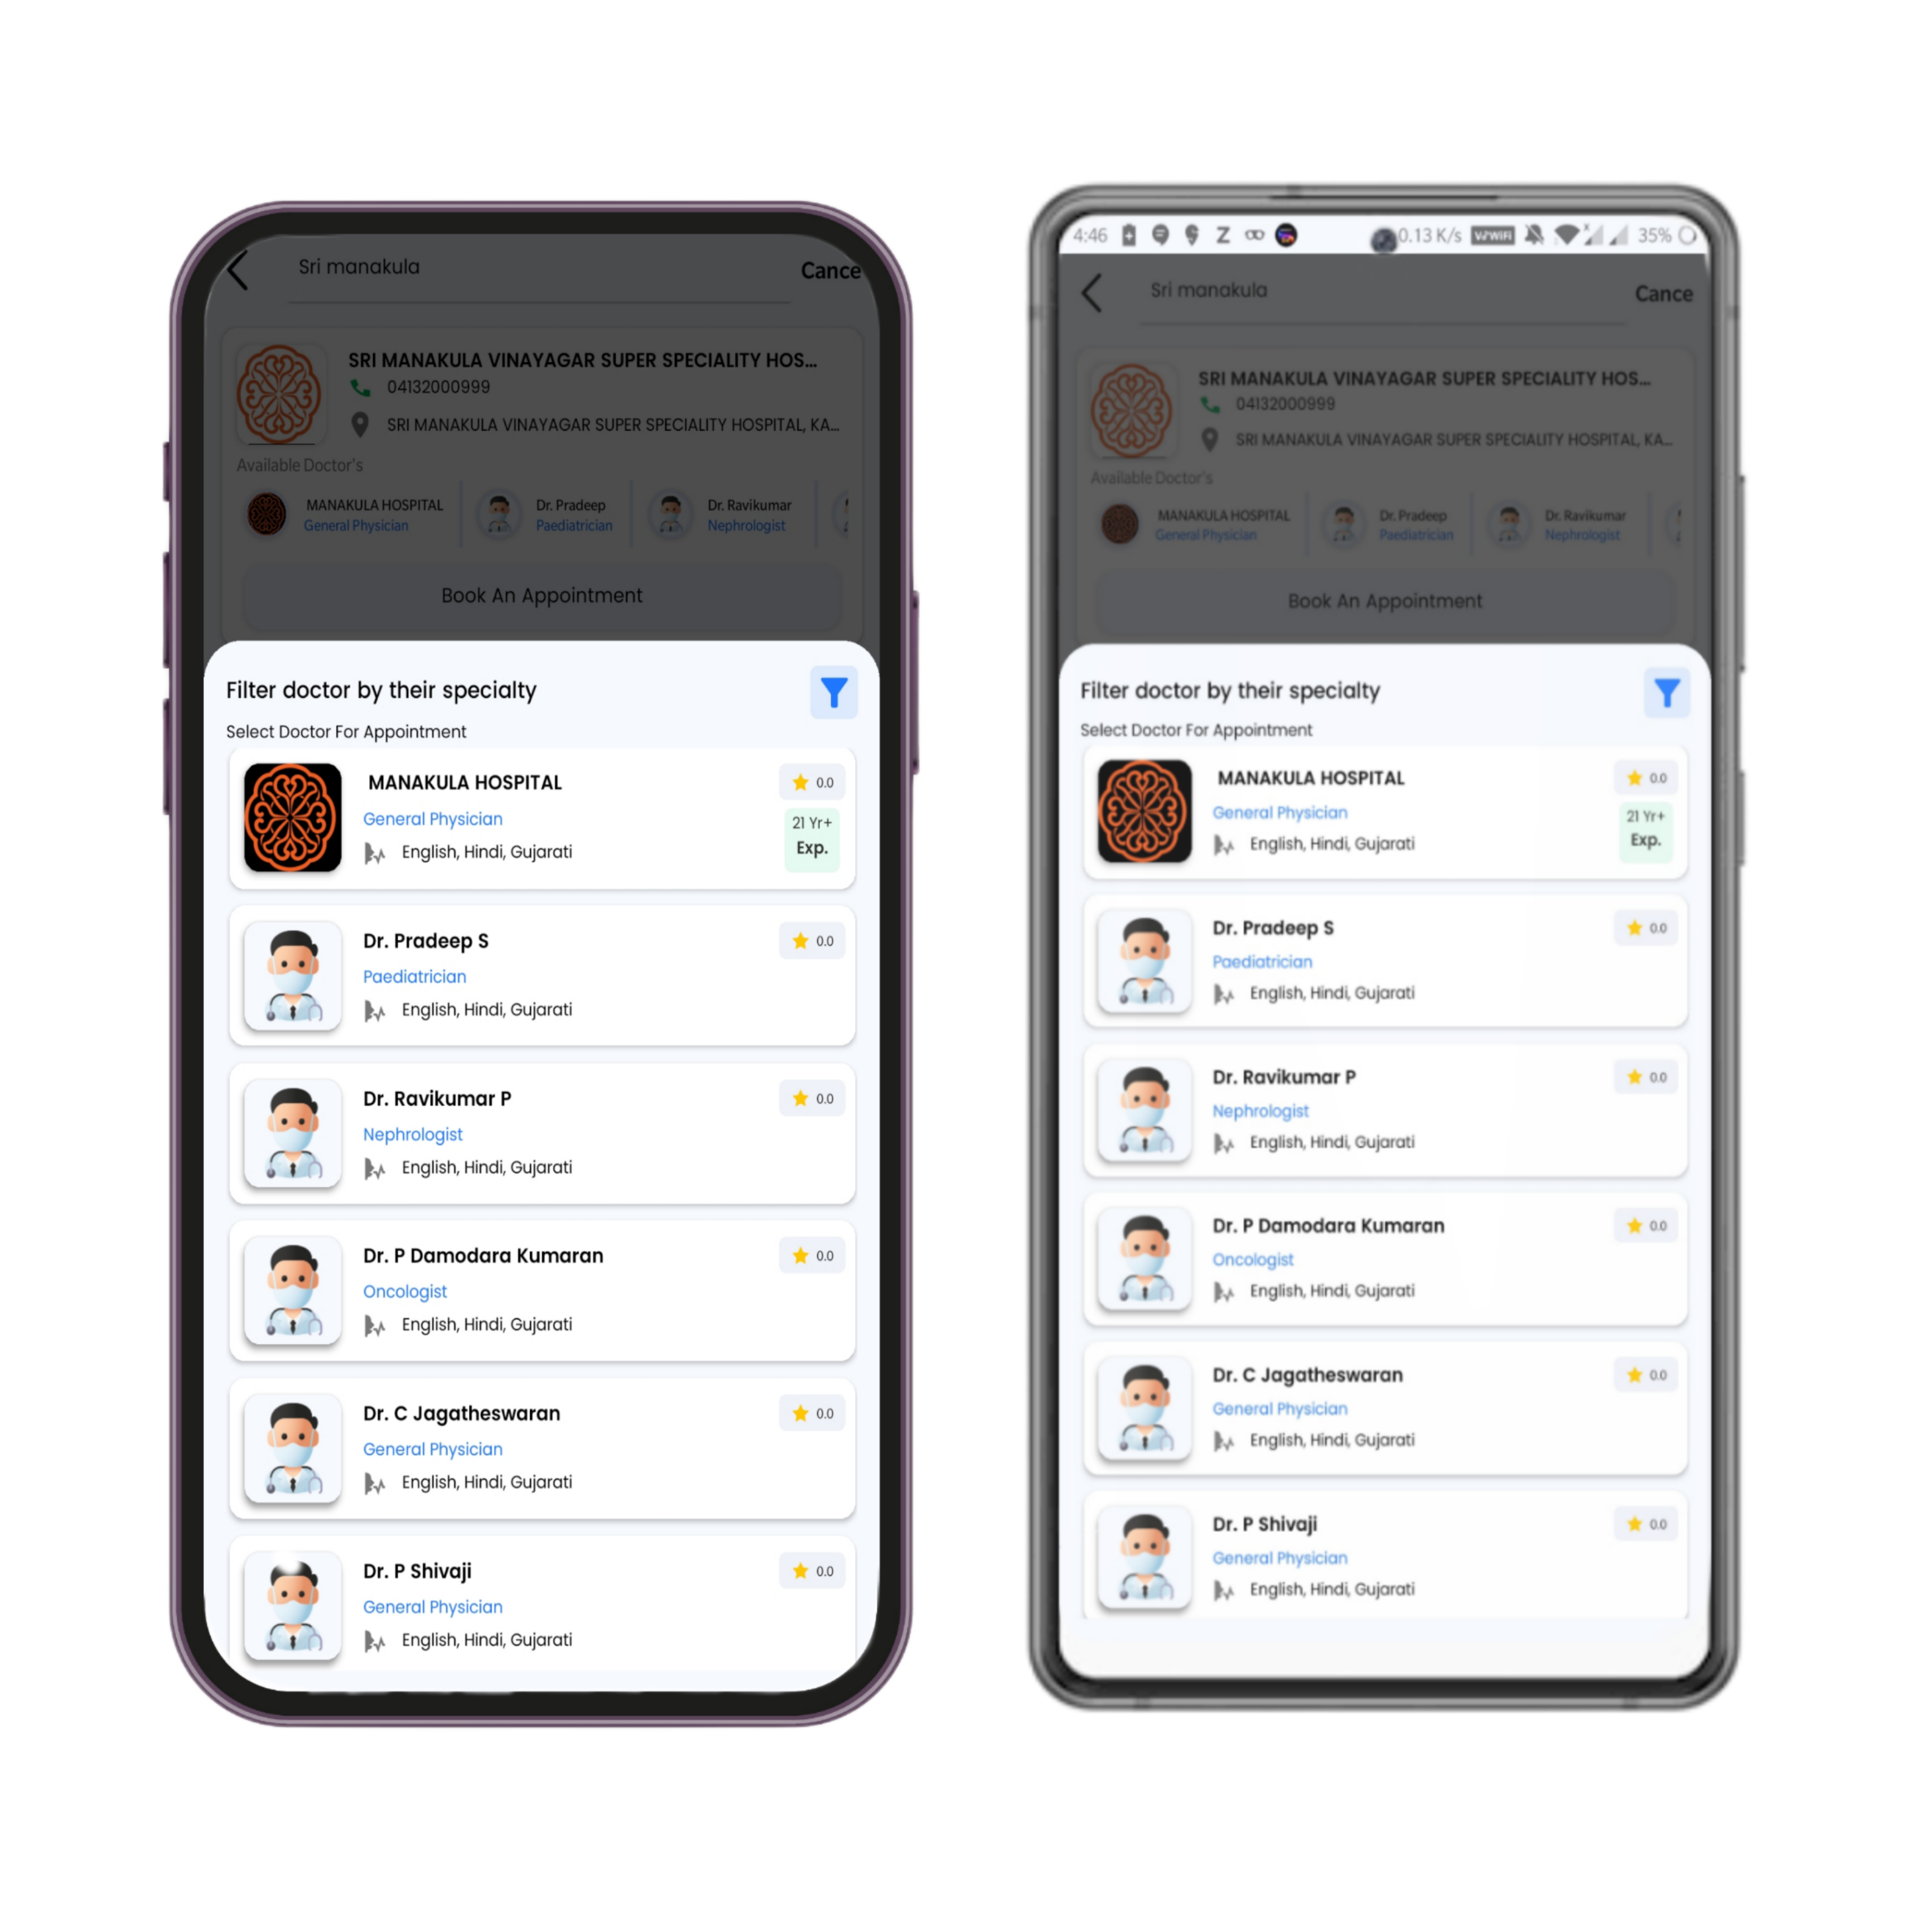 Sri manakula
Cance
SRI MANAKULA VINAYAGAR SUPER SPECIALITY HOS...
04132000999
SRI MANAKULA VINAYAGAR SUPER SPECIALITY HOSPITAL, KA...
Available Doctor's
MANAKULA HOSPITAL
General Physician
Dr. Pradeep
Paediatrician
Dr. Ravikumar
Nephrologist
Book An Appointment
Filter doctor by their specialty
Select Doctor For Appointment
MANAKULA HOSPITAL
0.0
General Physician
21 Yr+
Exp.
English, Hindi, Gujarati
Dr. Pradeep S
0.0
Paediatrician
English, Hindi, Gujarati
Dr. Ravikumar P
0.0
Nephrologist
English, Hindi, Gujarati
Dr. P Damodara Kumaran
0.0
Oncologist
English, Hindi, Gujarati
Dr. C Jagatheswaran
0.0
General Physician
English, Hindi, Gujarati
Dr. P Shivaji
0.0
General Physician
English, Hindi, Gujarati
4:46 Z 0.13 K/s VoWiFi 35%
Sri manakula
Cance
SRI MANAKULA VINAYAGAR SUPER SPECIALITY HOS...
04132000999
SRI MANAKULA VINAYAGAR SUPER SPECIALITY HOSPITAL, KA...
Available Doctor's
MANAKULA HOSPITAL
General Physician
Dr. Pradeep
Paediatrician
Dr. Ravikumar
Nephrologist
Book An Appointment
Filter doctor by their specialty
Select Doctor For Appointment
MANAKULA HOSPITAL
0.0
General Physician
21 Yr+
Exp.
English, Hindi, Gujarati
Dr. Pradeep S
0.0
Paediatrician
English, Hindi, Gujarati
Dr. Ravikumar P
0.0
Nephrologist
English, Hindi, Gujarati
Dr. P Damodara Kumaran
0.0
Oncologist
English, Hindi, Gujarati
Dr. C Jagatheswaran
0.0
General Physician
English, Hindi, Gujarati
Dr. P Shivaji
0.0
General Physician
English, Hindi, Gujarati